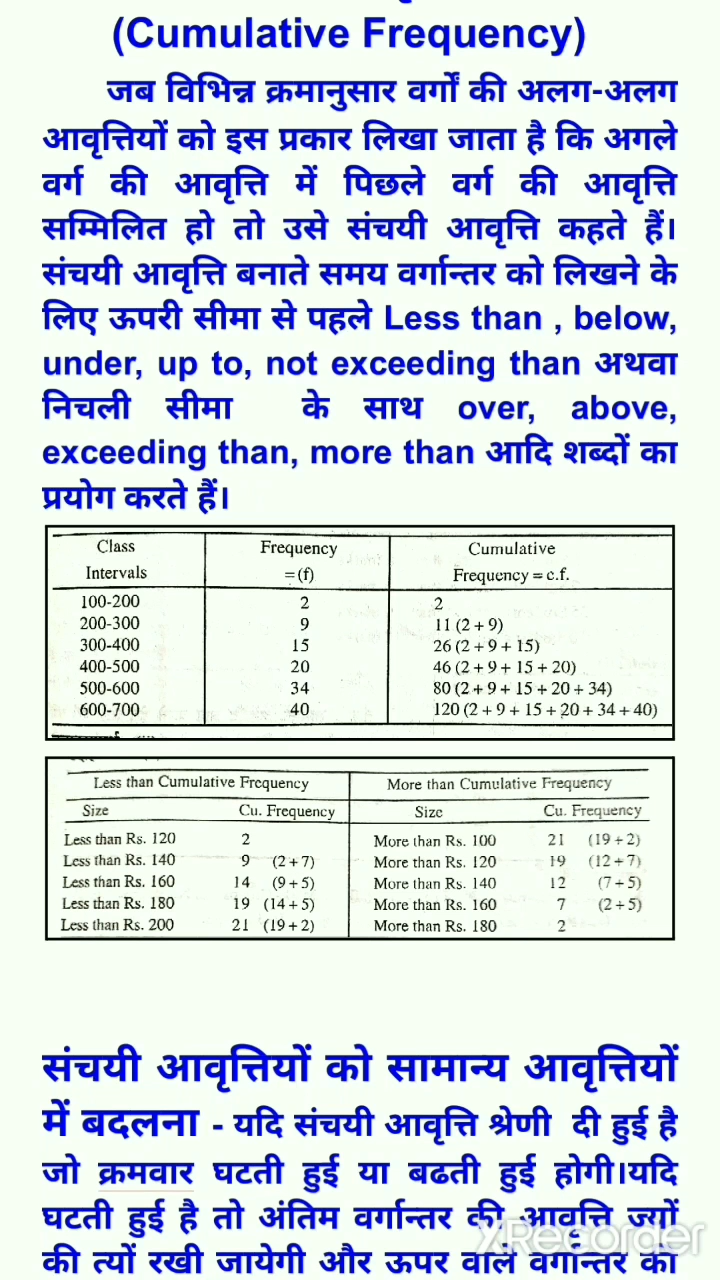 (Cumulative Frequency)
जब विभिन्न क्रमानुसार वर्गों की अलग-अलग
आवृत्तियों को इस प्रकार लिखा जाता है कि अगले
वर्ग की आवृत्ति में पिछले वर्ग की आवृत्ति
सम्मिलित हो तो उसे संचयी आवृत्ति कहते हैं।
संचयी आवृत्ति बनाते समय वर्गान्तर को लिखने के
लिए ऊपरी सीमा से पहले Less than , below,
under, up to, not exceeding than अथवा
निचली सीमा के साथ over, above,
exceeding than, more than आदि शब्दों का
प्रयोग करते हैं।
Class Intervals Frequency =(f) Cumulative Frequency = c.f.
100-200 2 2
200-300 9 11 (2 + 9)
300-400 15 26 (2 + 9 + 15)
400-500 20 46 (2 + 9 + 15 + 20)
500-600 34 80 (2 + 9 + 15 + 20 + 34)
600-700 40 120 (2 + 9 + 15 + 20 + 34 + 40)
Less than Cumulative Frequency More than Cumulative Frequency
Size Cu. Frequency Size Cu. Frequency
Less than Rs. 120 2 More than Rs. 100 21 (19 + 2)
Less than Rs. 140 9 (2 + 7) More than Rs. 120 19 (12 + 7)
Less than Rs. 160 14 (9 + 5) More than Rs. 140 12 (7 + 5)
Less than Rs. 180 19 (14 + 5) More than Rs. 160 7 (2 + 5)
Less than Rs. 200 21 (19 + 2) More than Rs. 180 2
संचयी आवृत्तियों को सामान्य आवृत्तियों
में बदलना - यदि संचयी आवृत्ति श्रेणी दी हुई है
जो क्रमवार घटती हुई या बढती हुई होगी।यदि
घटती हुई है तो अंतिम वर्गान्तर की आवृत्ति ज्यों
की त्यों रखी जायेगी और ऊपर वाले वर्गान्तर को
XRecorder